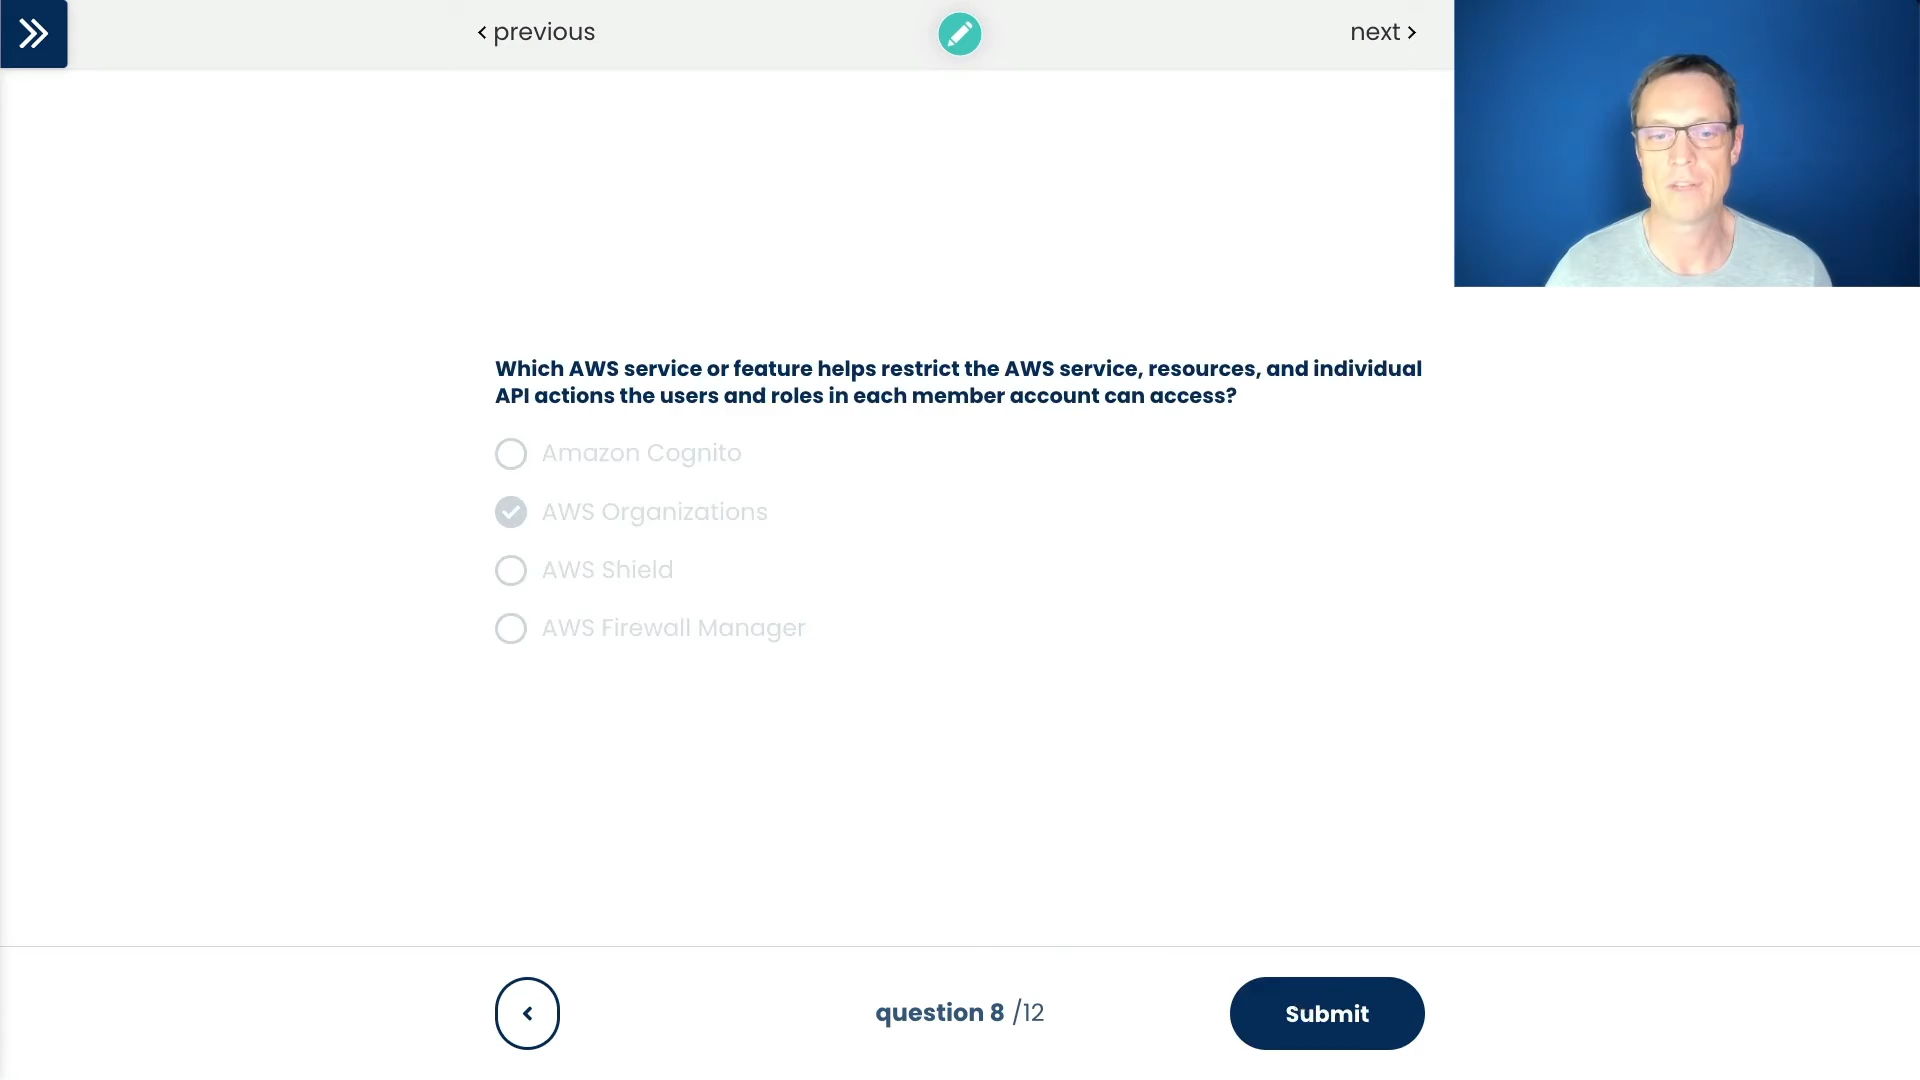 previous
next
Which AWS service or feature helps restrict the AWS service, resources, and individual
API actions the users and roles in each member account can access?
Amazon Cognito
AWS Organizations
AWS Shield
AWS Firewall Manager
question 8 /12
Submit